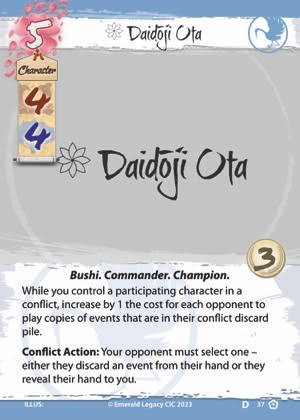 5
Daidōji Ota
Character
4
4
Daidōji Ota
3
Bushi. Commander. Champion.
While you control a participating character in a
conflict, increase by 1 the cost for each opponent to
play copies of events that are in their conflict discard
pile.
Conflict Action: Your opponent must select one –
either they discard an event from their hand or they
reveal their hand to you.
ILLUS: © Emerald Legacy CIC 2023 D 37